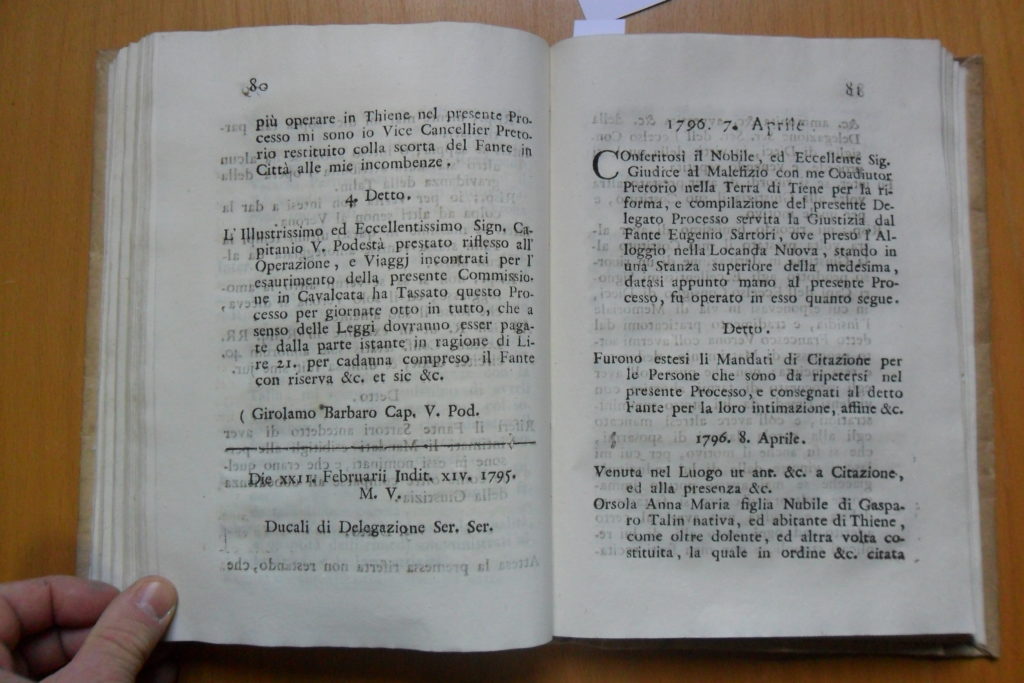 80
più operare in Thiene nel presente Pro-
cesso mi sono io Vice Cancellier Preto-
rio restituito colla scorta del Fante in
Città alle mie incombenze.
4. Detto.
L'Illustrissimo ed Eccellentissimo Sign. Ca-
pitanio V. Podestà prestato riflesso all'
Operazione, e Viaggj incontrati per l'
esaurimento della presente Commissio-
ne in Cavalcata ha Tassato questo Pro-
cesso per giornate otto in tutto, che a
senso delle Leggi dovranno esser paga-
te dalla parte istante in ragione di Li-
re 21. per cadauna compreso il Fante
con riserva &c. et sic &c.
( Girolamo Barbaro Cap. V. Pod.
Die XXII. Februarii Indit. XIV. 1795.
M. V.
Ducali di Delegazione Ser. Ser.
81
1796. 7. Aprile
COnferitosi il Nobile, ed Eccellente Sig.
Giudice al Malefizio con me Coadiutor
Pretorio nella Terra di Tiene per la ri-
forma, e compilazione del presente De-
legato Processo servita la Giustizia dal
Fante Eugenio Sartori, ove preso l'Al-
loggio nella Locanda Nuova, stando in
una Stanza superiore della medesima,
datasi appunto mano al presente Pro-
cesso, fu operato in esso quanto segue.
Detto.
Furono estesi li Mandati di Citazione per
le Persone che sono da ripetersi nel
presente Processo, e consegnati al detto
Fante per la loro intimazione, affine &c.
1796. 8. Aprile.
Venuta nel Luogo ut ant. &c. a Citazione,
ed alla presenza &c.
Orsola Anna Maria figlia Nubile di Gaspa-
ro Talin nativa, ed abitante di Thiene,
come oltre dolente, ed altra volta co-
stituita, la quale in ordine &c. citata